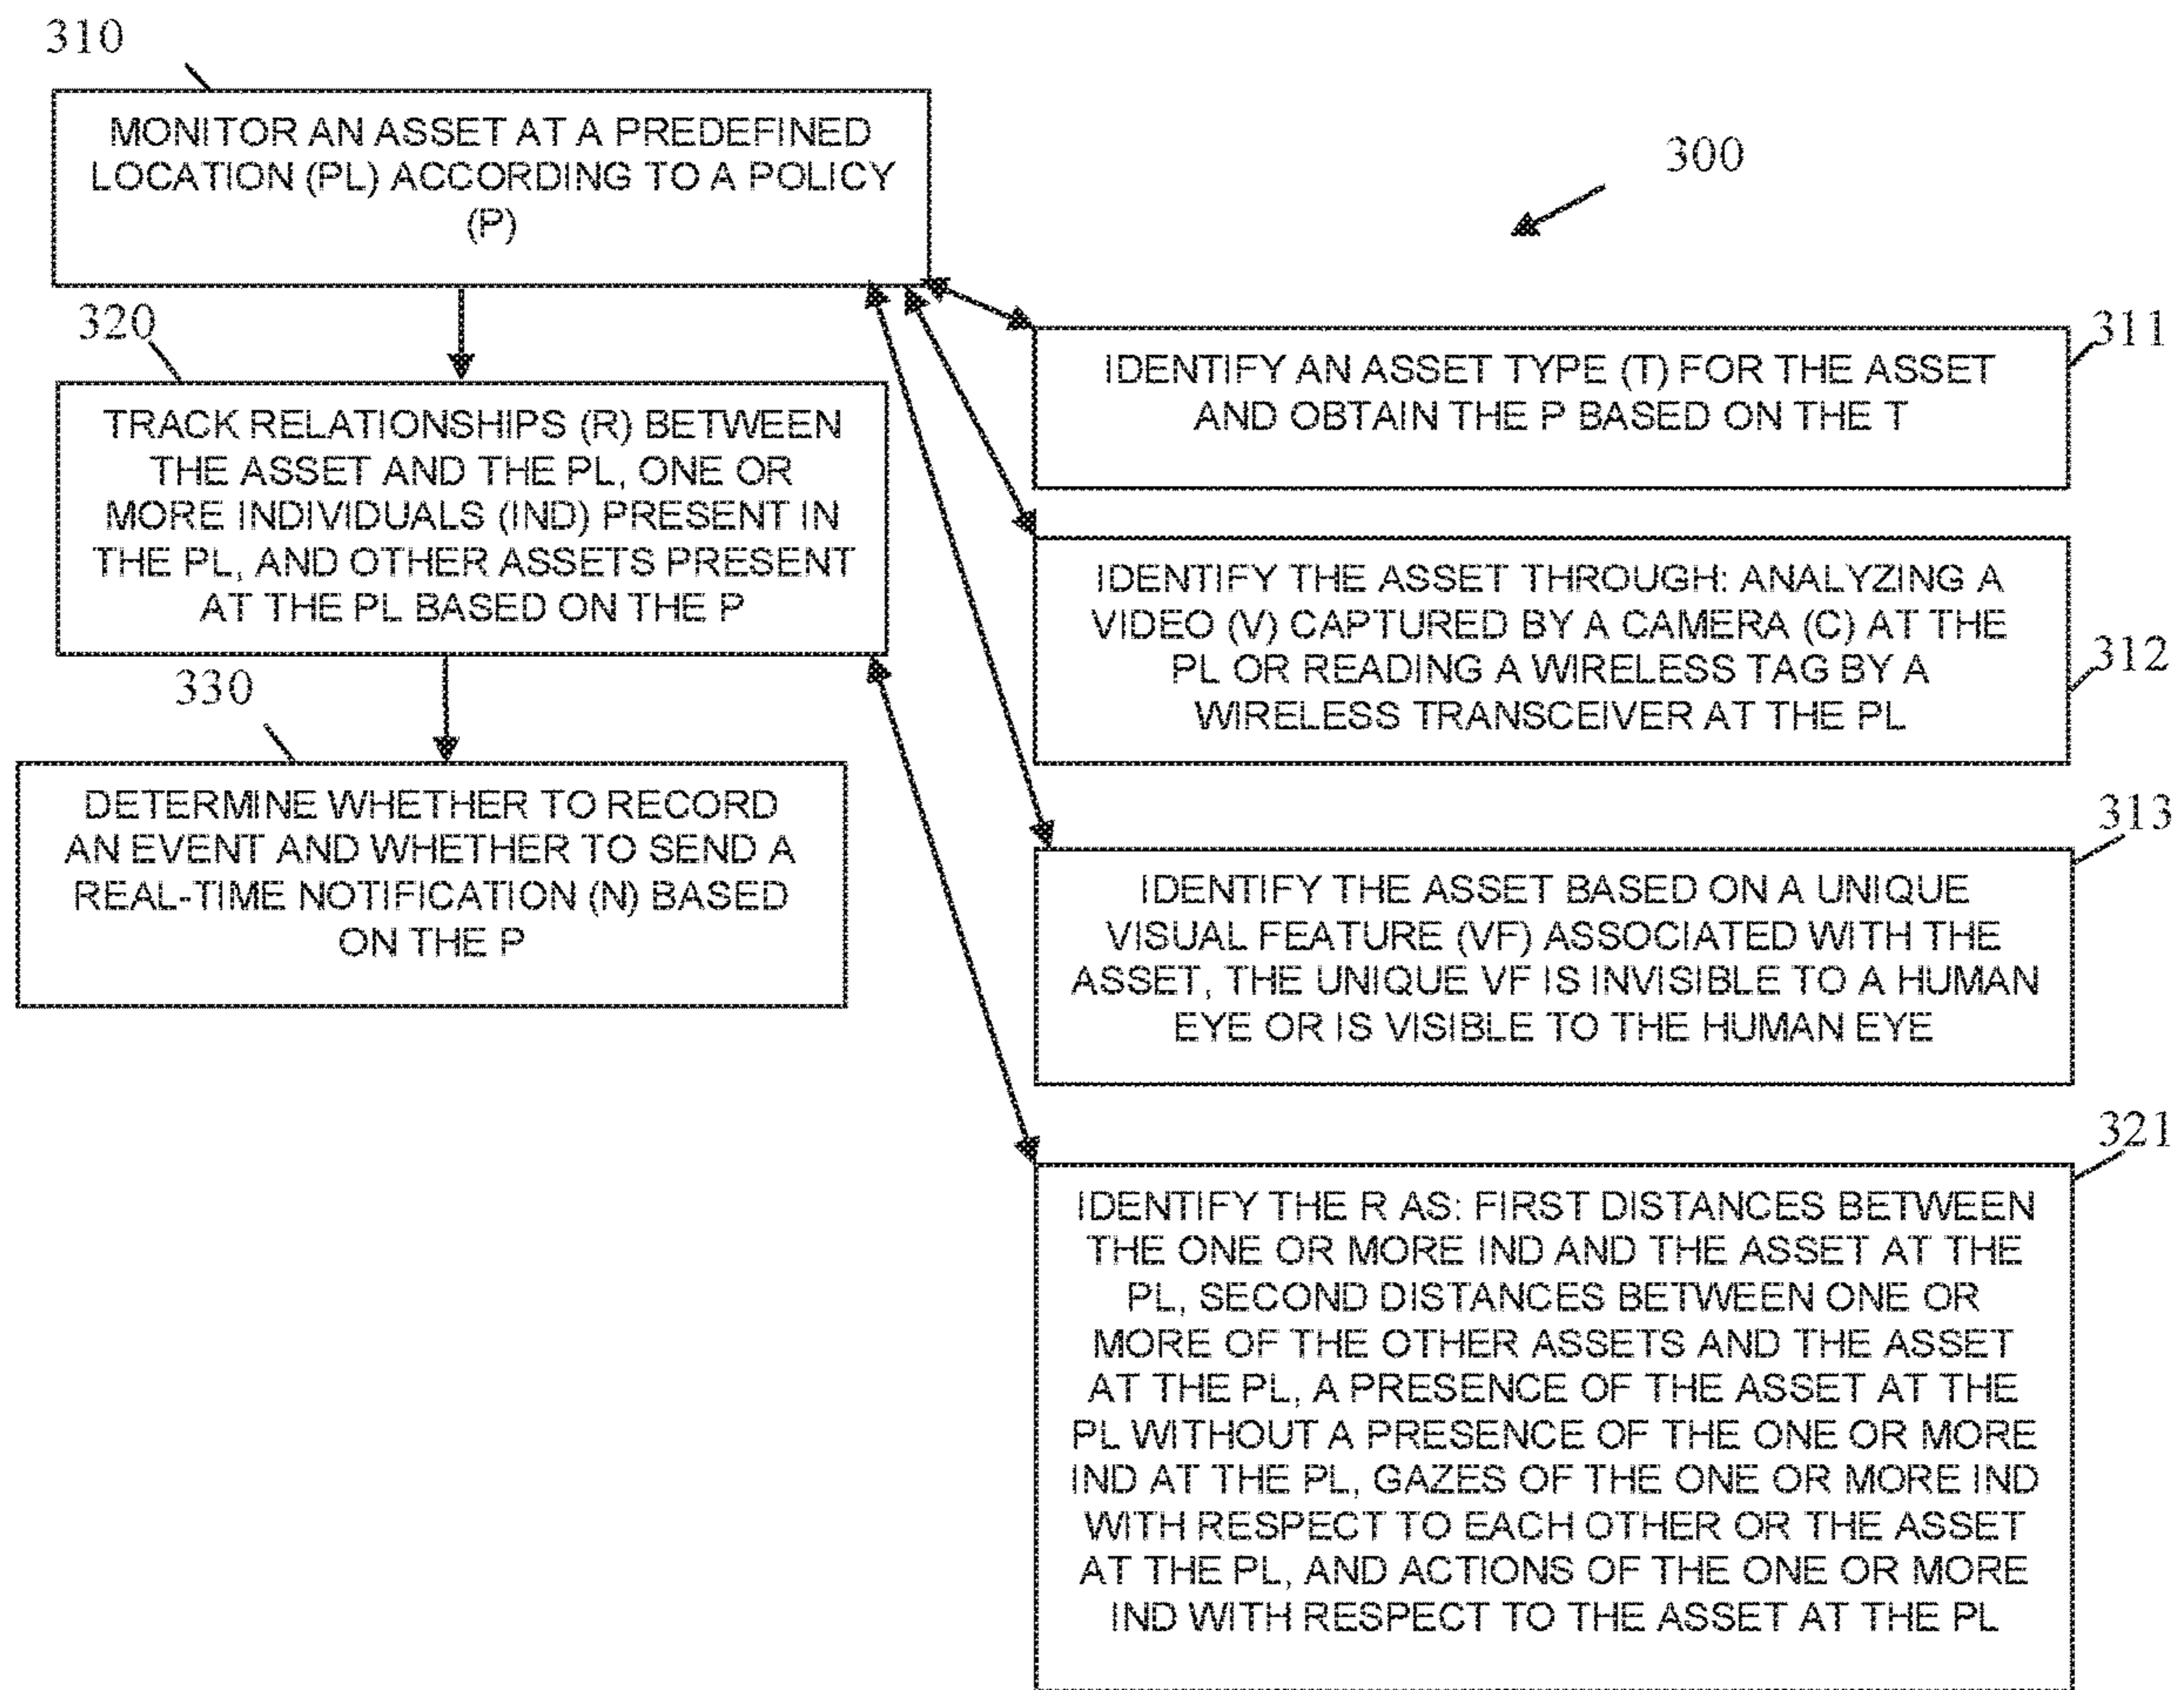 310
MONITOR AN ASSET AT A PREDEFINED
LOCATION (PL) ACCORDING TO A POLICY
(P)
300
320
TRACK RELATIONSHIPS (R) BETWEEN
THE ASSET AND THE PL, ONE OR
MORE INDIVIDUALS (IND) PRESENT IN
THE PL, AND OTHER ASSETS PRESENT
AT THE PL BASED ON THE P
330
DETERMINE WHETHER TO RECORD
AN EVENT AND WHETHER TO SEND A
REAL-TIME NOTIFICATION (N) BASED
ON THE P
311
IDENTIFY AN ASSET TYPE (T) FOR THE ASSET
AND OBTAIN THE P BASED ON THE T
312
IDENTIFY THE ASSET THROUGH: ANALYZING A
VIDEO (V) CAPTURED BY A CAMERA (C) AT THE
PL OR READING A WIRELESS TAG BY A
WIRELESS TRANSCEIVER AT THE PL
313
IDENTIFY THE ASSET BASED ON A UNIQUE
VISUAL FEATURE (VF) ASSOCIATED WITH THE
ASSET, THE UNIQUE VF IS INVISIBLE TO A HUMAN
EYE OR IS VISIBLE TO THE HUMAN EYE
321
IDENTIFY THE R AS: FIRST DISTANCES BETWEEN
THE ONE OR MORE IND AND THE ASSET AT THE
PL, SECOND DISTANCES BETWEEN ONE OR
MORE OF THE OTHER ASSETS AND THE ASSET
AT THE PL, A PRESENCE OF THE ASSET AT THE
PL WITHOUT A PRESENCE OF THE ONE OR MORE
IND AT THE PL, GAZES OF THE ONE OR MORE IND
WITH RESPECT TO EACH OTHER OR THE ASSET
AT THE PL, AND ACTIONS OF THE ONE OR MORE
IND WITH RESPECT TO THE ASSET AT THE PL